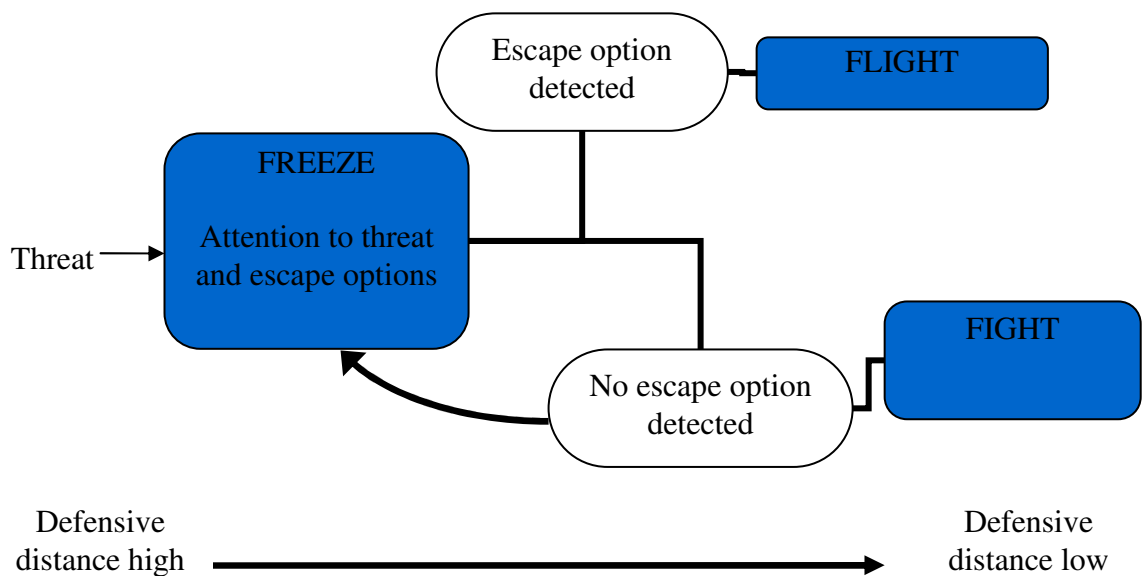 Escape option
detected
FLIGHT
FREEZE
Attention to threat
and escape options
Threat
FIGHT
No escape option
detected
Defensive
distance high
Defensive
distance low